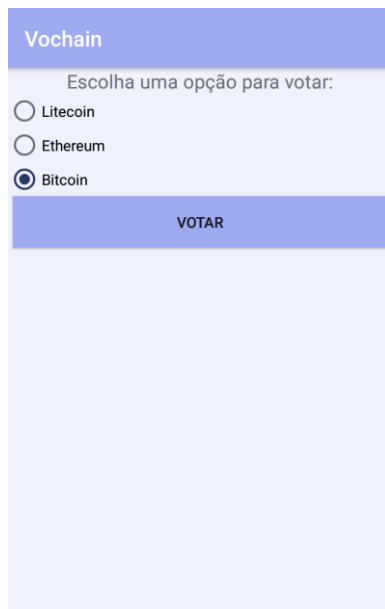 Vochain
Escolha uma opção para votar:
Litecoin
Ethereum
Bitcoin
VOTAR